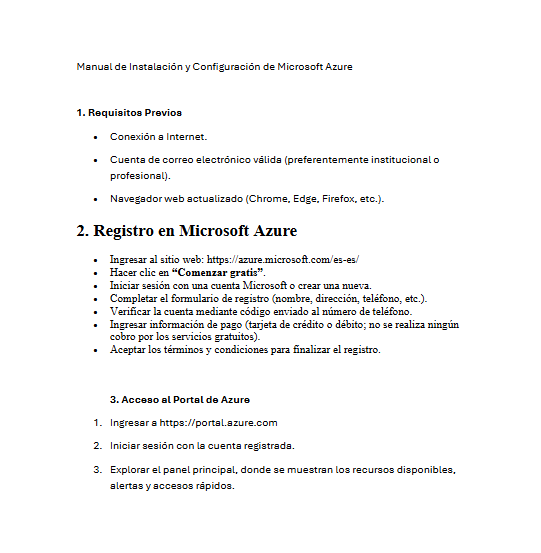 Manual de Instalación y Configuración de Microsoft Azure
1. Requisitos Previos
• Conexión a Internet.
• Cuenta de correo electrónico válida (preferentemente institucional o
profesional).
• Navegador web actualizado (Chrome, Edge, Firefox, etc.).
2. Registro en Microsoft Azure
• Ingresar al sitio web: https://azure.microsoft.com/es-es/
• Hacer clic en “Comenzar gratis”.
• Iniciar sesión con una cuenta Microsoft o crear una nueva.
• Completar el formulario de registro (nombre, dirección, teléfono, etc.).
• Verificar la cuenta mediante código enviado al número de teléfono.
• Ingresar información de pago (tarjeta de crédito o débito; no se realiza ningún
cobro por los servicios gratuitos).
• Aceptar los términos y condiciones para finalizar el registro.
3. Acceso al Portal de Azure
1. Ingresar a https://portal.azure.com
2. Iniciar sesión con la cuenta registrada.
3. Explorar el panel principal, donde se muestran los recursos disponibles,
alertas y accesos rápidos.